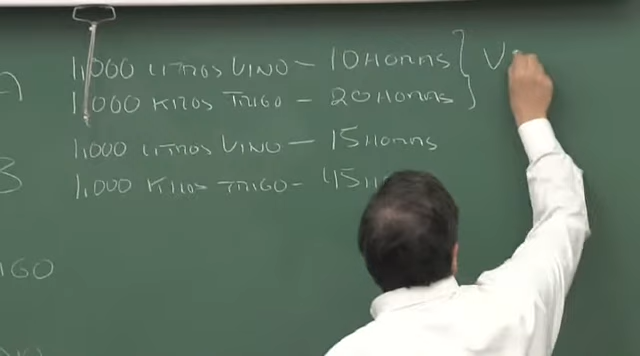 A
1,000 LITROS VINO - 10 HORAS } V
1,000 KILOS TRIGO - 20 HORAS
B
1,000 LITROS VINO - 15 HORAS
1,000 KILOS TRIGO - 45
IGO